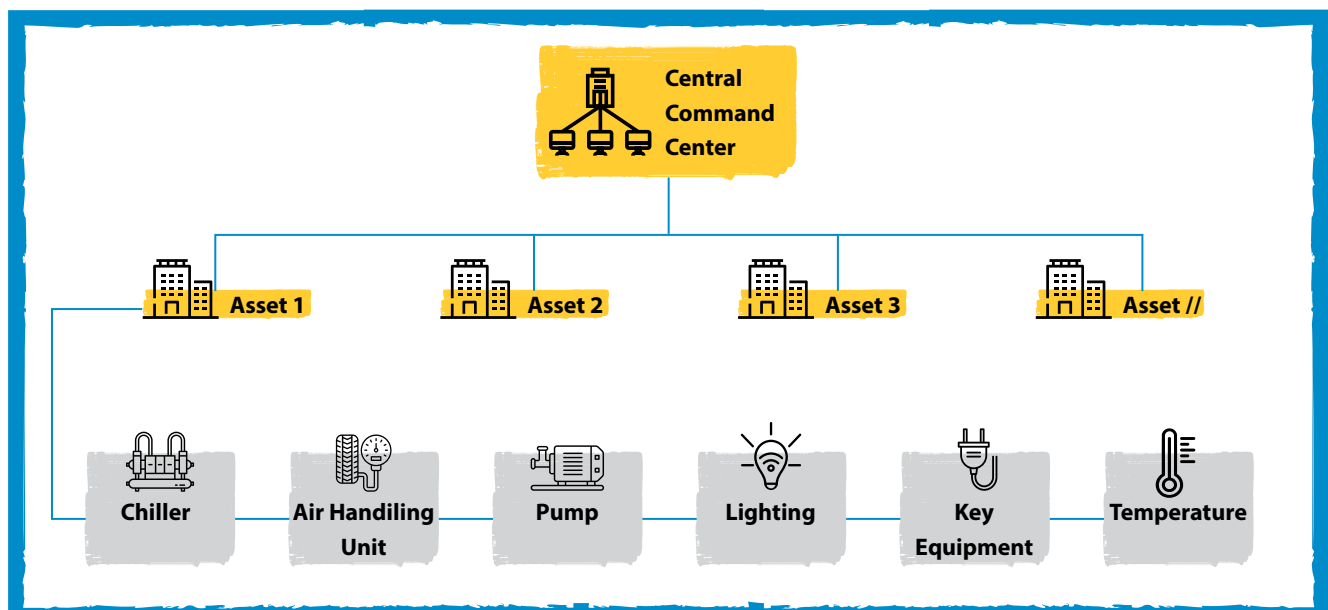 Central
Command
Center
Asset 1
Asset 2
Asset 3
Asset //
Chiller
Air Handiling
Unit
Pump
Lighting
Key
Equipment
Temperature